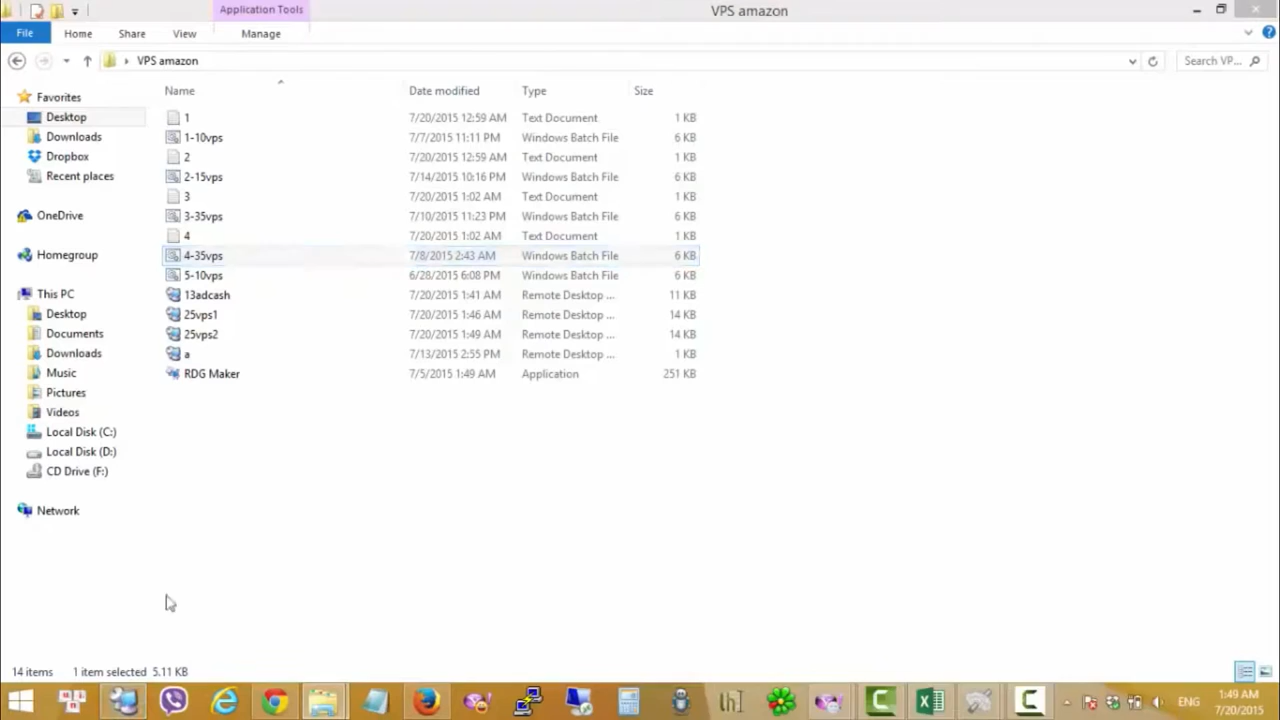 Application Tools
VPS amazon
File Home Share View Manage
VPS amazon
Search VP...
Name Date modified Type Size
Favorites
Desktop
Downloads
Dropbox
Recent places
OneDrive
Homegroup
This PC
Desktop
Documents
Downloads
Music
Pictures
Videos
Local Disk (C:)
Local Disk (D:)
CD Drive (F:)
Network
1 7/20/2015 12:59 AM Text Document 1 KB
1-10vps 7/7/2015 11:11 PM Windows Batch File 6 KB
2 7/20/2015 12:59 AM Text Document 1 KB
2-15vps 7/14/2015 10:16 PM Windows Batch File 6 KB
3 7/20/2015 1:02 AM Text Document 1 KB
3-35vps 7/10/2015 11:23 PM Windows Batch File 6 KB
4 7/20/2015 1:02 AM Text Document 1 KB
4-35vps 7/8/2015 2:43 AM Windows Batch File 6 KB
5-10vps 6/28/2015 6:08 PM Windows Batch File 6 KB
13adcash 7/20/2015 1:41 AM Remote Desktop ... 11 KB
25vps1 7/20/2015 1:46 AM Remote Desktop ... 14 KB
25vps2 7/20/2015 1:49 AM Remote Desktop ... 14 KB
a 7/13/2015 2:55 PM Remote Desktop ... 1 KB
RDG Maker 7/5/2015 1:49 AM Application 251 KB
14 items 1 item selected 5.11 KB
ENG
1:49 AM
7/20/2015